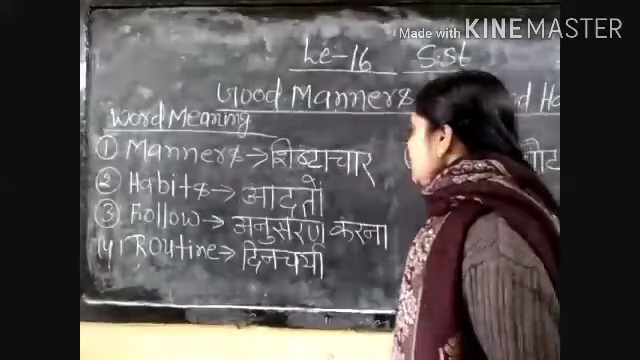 Made with KINEMASTER
Le-16 S.St
Good Manners
Word Meaning
① Manners → शिष्टाचार
② Habits → आदतों
③ Follow → अनुसरण करना
(4) Routine → दिनचर्या